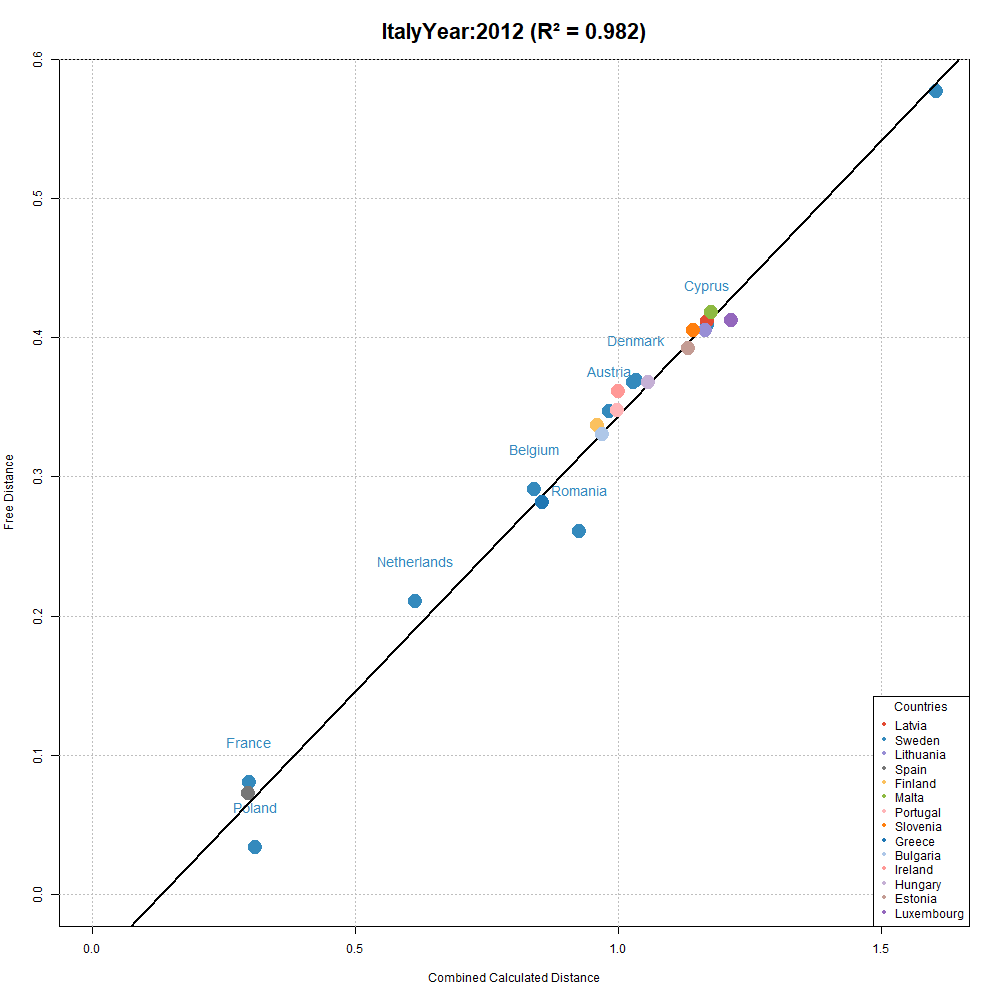 ItalyYear:2012 (R² = 0.982)
0.6
0.5
0.4
0.3
0.2
0.1
0.0
Free Distance
Cyprus
Denmark
Austria
Belgium
Romania
Netherlands
France
Poland
Countries
Latvia
Sweden
Lithuania
Spain
Finland
Malta
Portugal
Slovenia
Greece
Bulgaria
Ireland
Hungary
Estonia
Luxembourg
0.0 0.5 1.0 1.5
Combined Calculated Distance